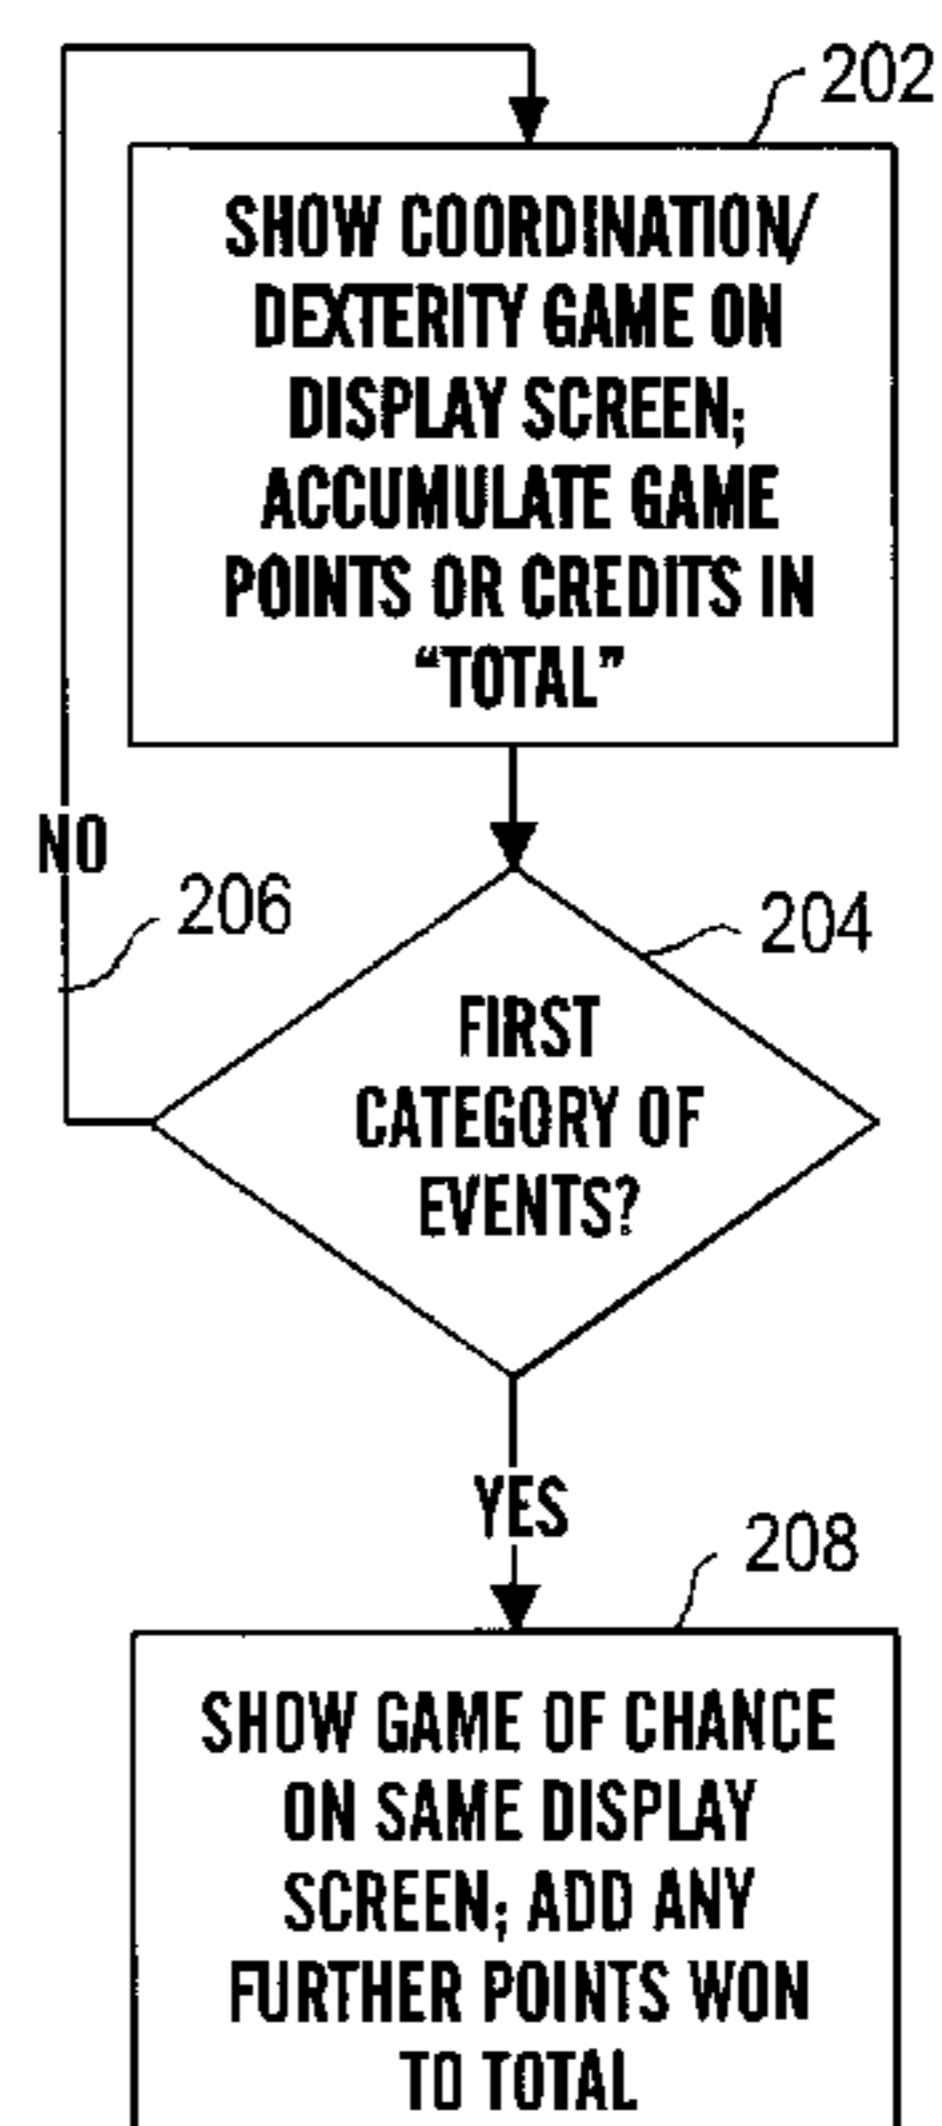 202
SHOW COORDINATION/
DEXTERITY GAME ON
DISPLAY SCREEN;
ACCUMULATE GAME
POINTS OR CREDITS IN
“TOTAL”
NO
206
204
FIRST
CATEGORY OF
EVENTS?
YES
208
SHOW GAME OF CHANCE
ON SAME DISPLAY
SCREEN; ADD ANY
FURTHER POINTS WON
TO TOTAL